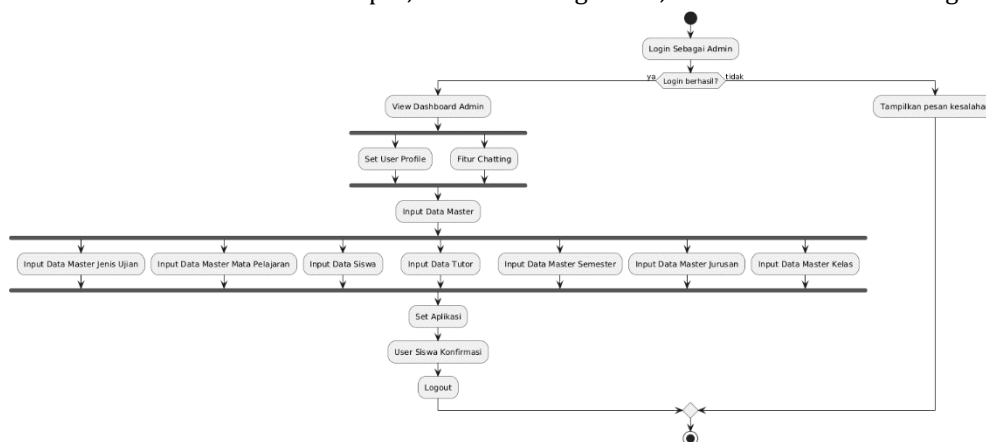 Login Sebagai Admin
ya
Login berhasil?
tidak
View Dashboard Admin
Tampilkan pesan kesalahan
Set User Profile
Fitur Chatting
Input Data Master
Input Data Master Jenis Ujian
Input Data Master Mata Pelajaran
Input Data Siswa
Input Data Tutor
Input Data Master Semester
Input Data Master Jurusan
Input Data Master Kelas
Set Aplikasi
User Siswa Konfirmasi
Logout